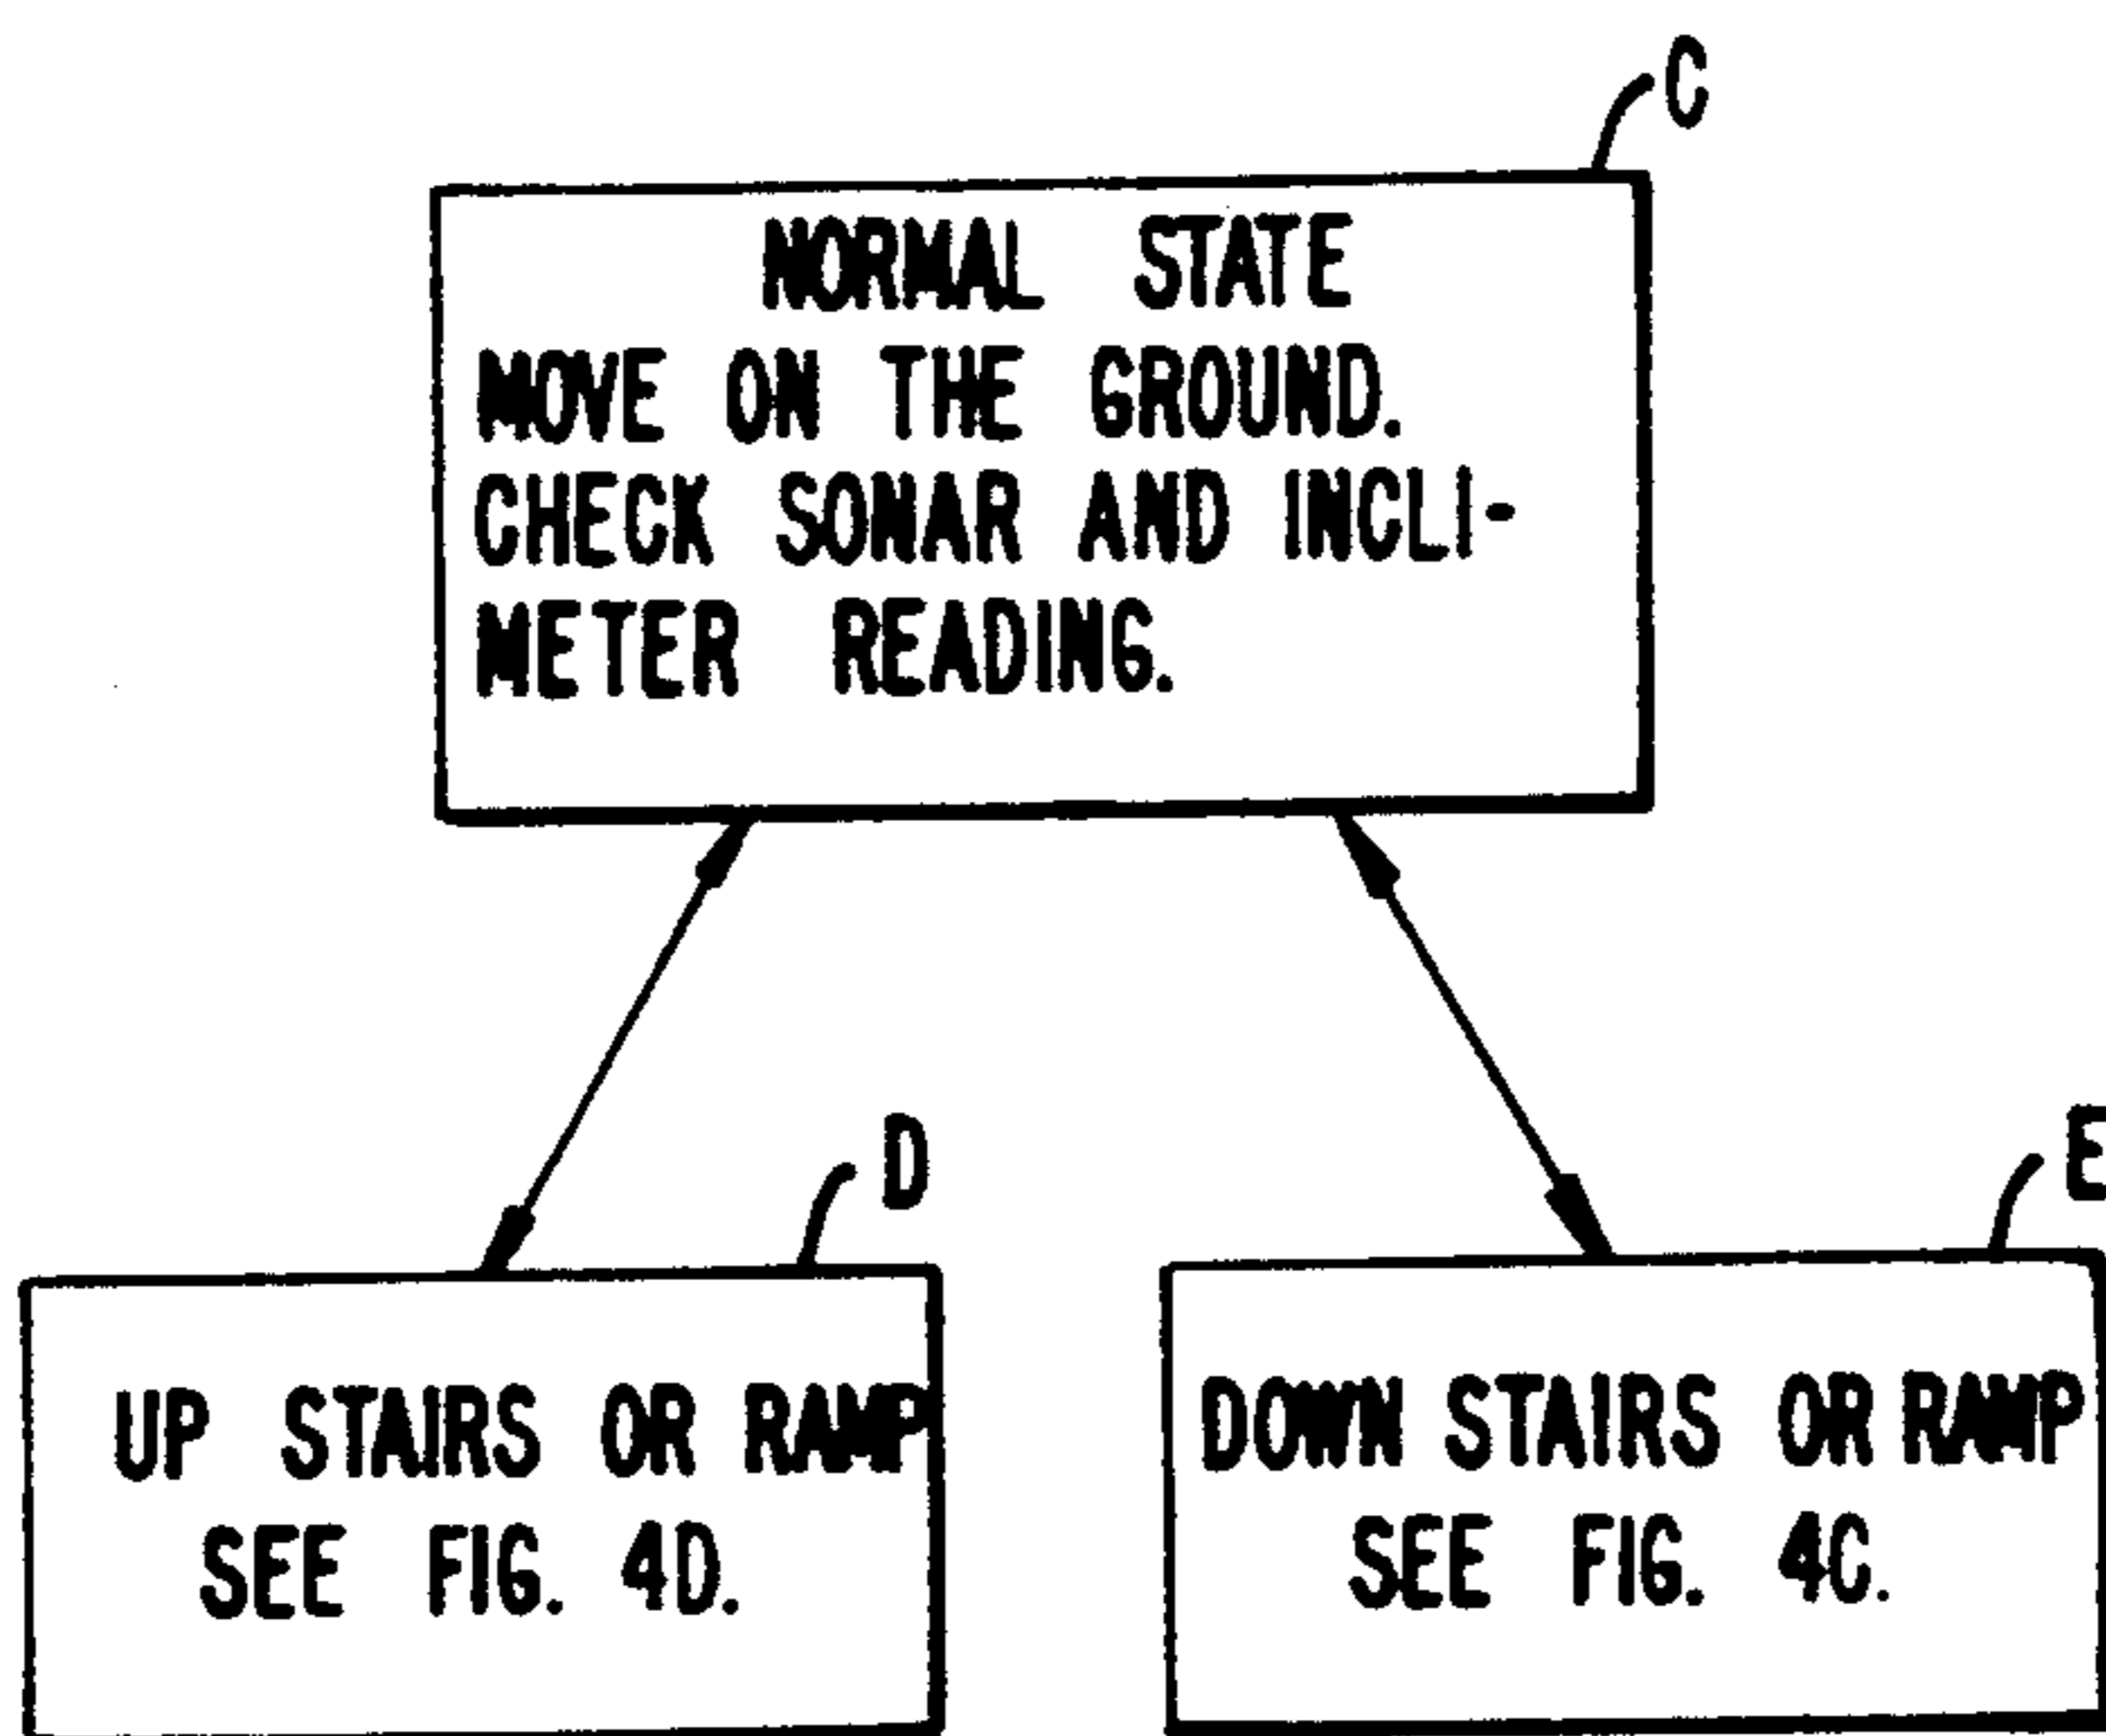 C
NORMAL STATE
MOVE ON THE GROUND.
CHECK SONAR AND INCLI-
METER READING.
D
E
UP STAIRS OR RAMP
SEE FIG. 4D.
DOWN STAIRS OR RAMP
SEE FIG. 4C.